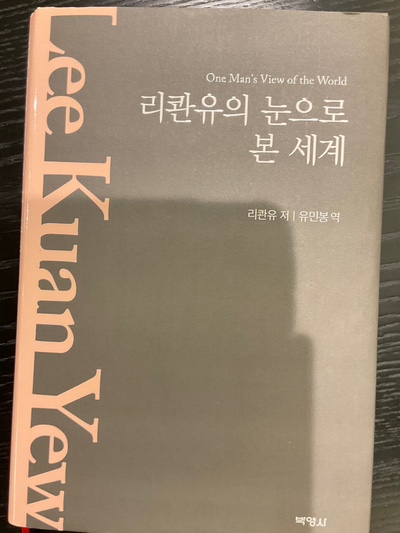 Lee Kuan Yew
One Man's View of the World
리콴유의 눈으로
본 세계
리콴유 저 | 유민봉 역
박영사